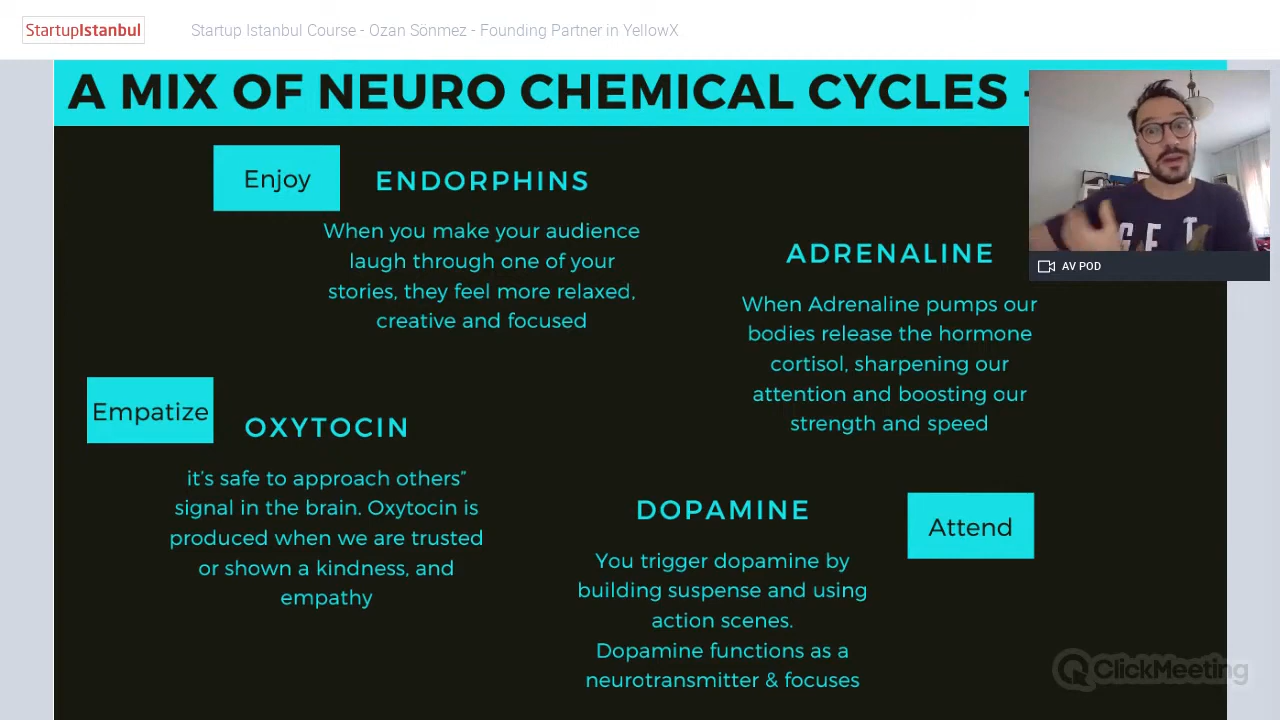 StartupIstanbul
Startup Istanbul Course - Ozan Sönmez - Founding Partner in YellowX
A MIX OF NEURO CHEMICAL CYCLES -
Enjoy
ENDORPHINS
When you make your audience
laugh through one of your
stories, they feel more relaxed,
creative and focused
ADRENALINE
When Adrenaline pumps our
bodies release the hormone
cortisol, sharpening our
attention and boosting our
strength and speed
AV POD
GET
Empatize
OXYTOCIN
it's safe to approach others”
signal in the brain. Oxytocin is
produced when we are trusted
or shown a kindness, and
empathy
DOPAMINE
You trigger dopamine by
building suspense and using
action scenes.
Dopamine functions as a
neurotransmitter & focuses
Attend
ClickMeeting